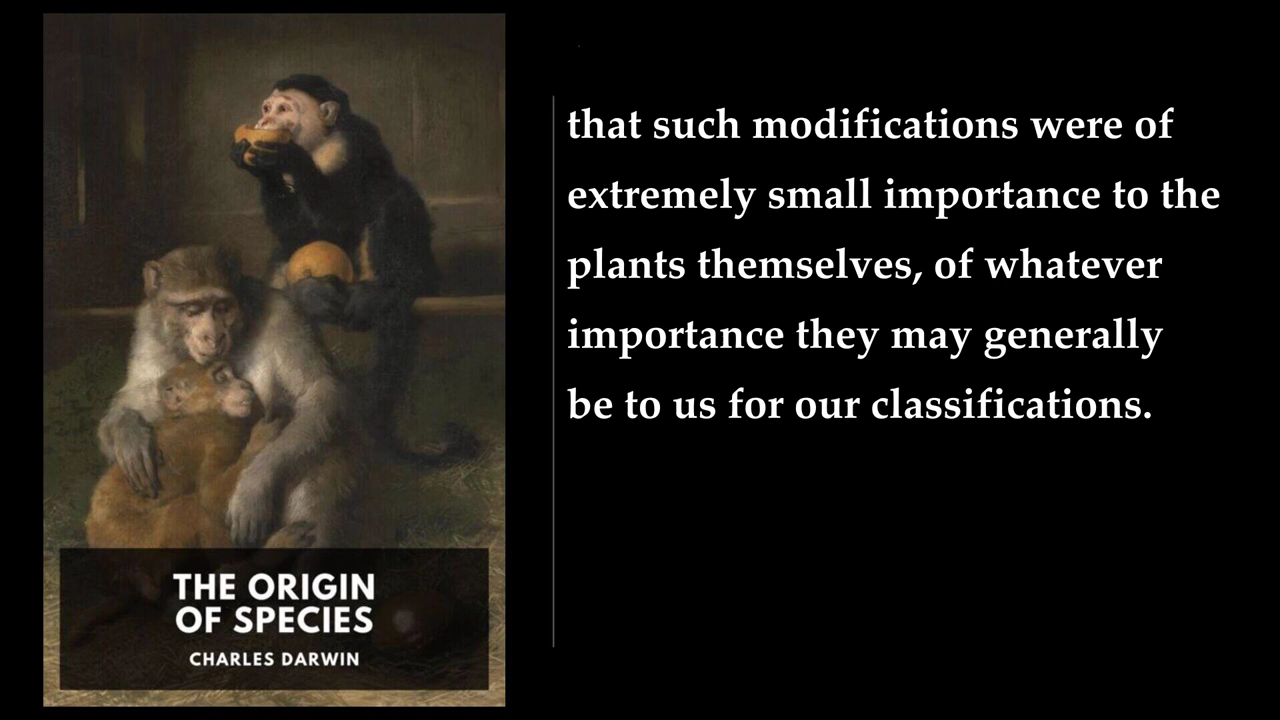 that such modifications were of
extremely small importance to the
plants themselves, of whatever
importance they may generally
be to us for our classifications.
THE ORIGIN
OF SPECIES
CHARLES DARWIN